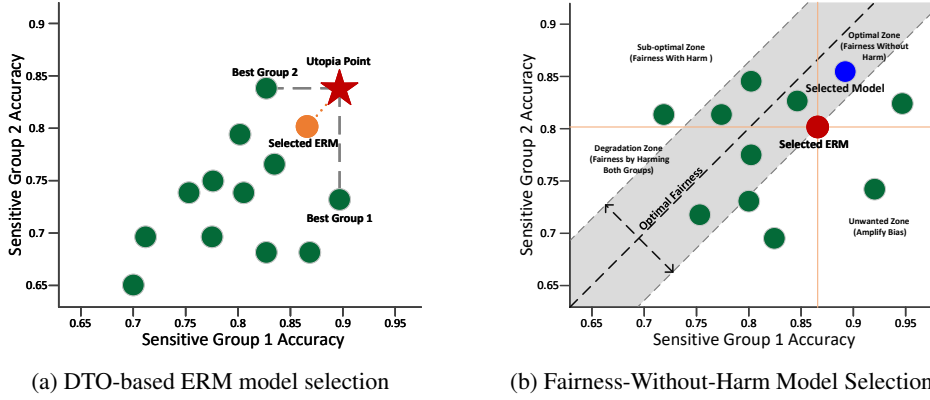 0.9
0.85
0.8
0.75
0.7
0.65
Sensitive Group 2 Accuracy
Utopia Point
Best Group 2
Selected ERM
Best Group 1
0.65 0.7 0.75 0.8 0.85 0.9 0.95
Sensitive Group 1 Accuracy
(a) DTO-based ERM model selection
0.9
0.85
0.8
0.75
0.7
0.65
Sensitive Group 2 Accuracy
Sub-optimal Zone
(Fairness With Harm )
Optimal Zone
(Fairness Without
Harm)
Selected Model
Selected ERM
Degradation Zone
(Fairness by Harming
Both Groups)
Optimal Fairness
Unwanted Zone
(Amplify Bias)
0.65 0.7 0.75 0.8 0.85 0.9 0.95
Sensitive Group 1 Accuracy
(b) Fairness-Without-Harm Model Selection